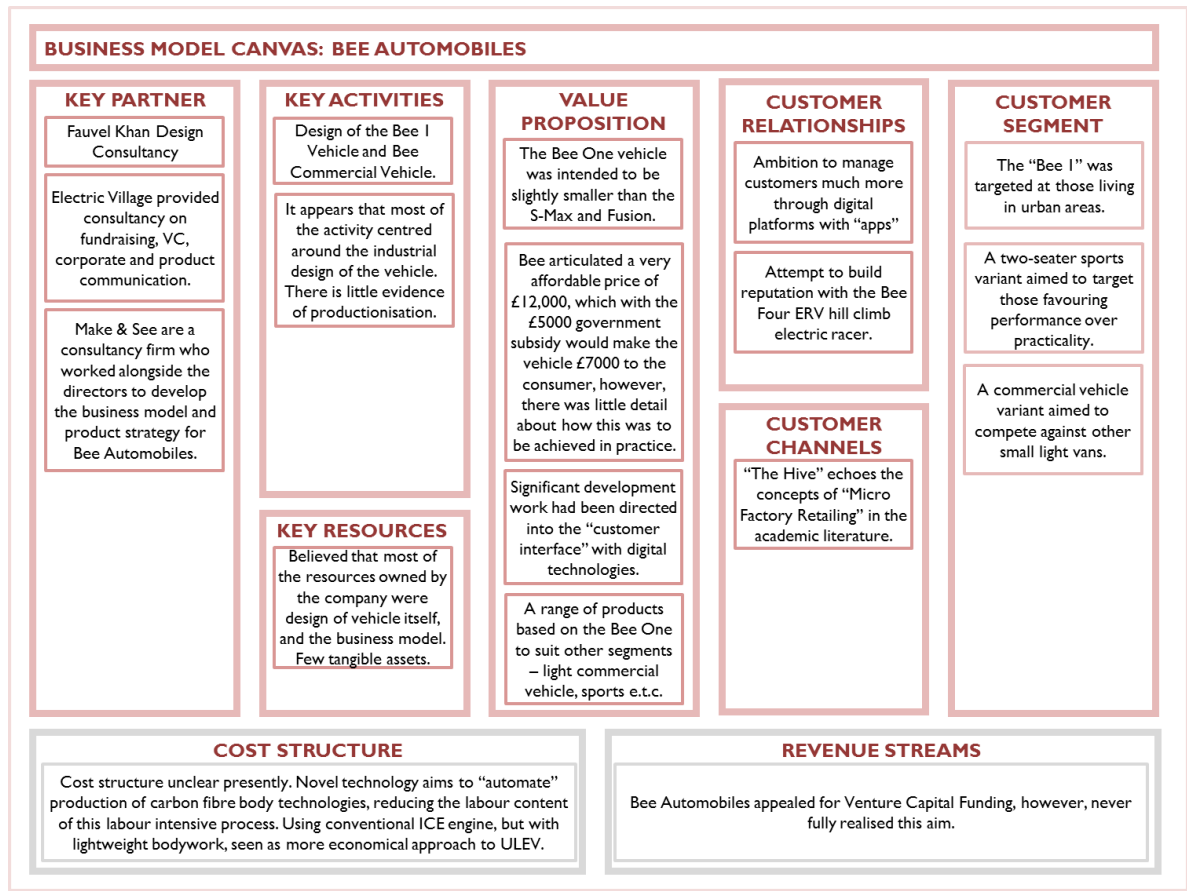 BUSINESS MODEL CANVAS: BEE AUTOMOBILES
KEY PARTNER
Fauvel Khan Design
Consultancy
Electric Village provided
consultancy on
fundraising, VC,
corporate and product
communication.
Make & See are a
consultancy firm who
worked alongside the
directors to develop
the business model and
product strategy for
Bee Automobiles.
KEY ACTIVITIES
Design of the Bee 1
Vehicle and Bee
Commercial Vehicle.
It appears that most of
the activity centred
around the industrial
design of the vehicle.
There is little evidence
of productionisation.
KEY RESOURCES
Believed that most of
the resources owned by
the company were
design of vehicle itself,
and the business model.
Few tangible assets.
VALUE
PROPOSITION
The Bee One vehicle
was intended to be
slightly smaller than the
S-Max and Fusion.
Bee articulated a very
affordable price of
£12,000, which with the
£5000 government
subsidy would make the
vehicle £7000 to the
consumer, however,
there was little detail
about how this was to
be achieved in practice.
Significant development
work had been directed
into the “customer
interface” with digital
technologies.
A range of products
based on the Bee One
to suit other segments
– light commercial
vehicle, sports e.t.c.
CUSTOMER
RELATIONSHIPS
Ambition to manage
customers much more
through digital
platforms with “apps”
Attempt to build
reputation with the Bee
Four ERV hill climb
electric racer.
CUSTOMER
CHANNELS
“The Hive” echoes the
concepts of “Micro
Factory Retailing” in the
academic literature.
CUSTOMER
SEGMENT
The “Bee 1” was
targeted at those living
in urban areas.
A two-seater sports
variant aimed to target
those favouring
performance over
practicality.
A commercial vehicle
variant aimed to
compete against other
small light vans.
COST STRUCTURE
Cost structure unclear presently. Novel technology aims to “automate”
production of carbon fibre body technologies, reducing the labour content
of this labour intensive process. Using conventional ICE engine, but with
lightweight bodywork, seen as more economical approach to ULEV.
REVENUE STREAMS
Bee Automobiles appealed for Venture Capital Funding, however, never
fully realised this aim.